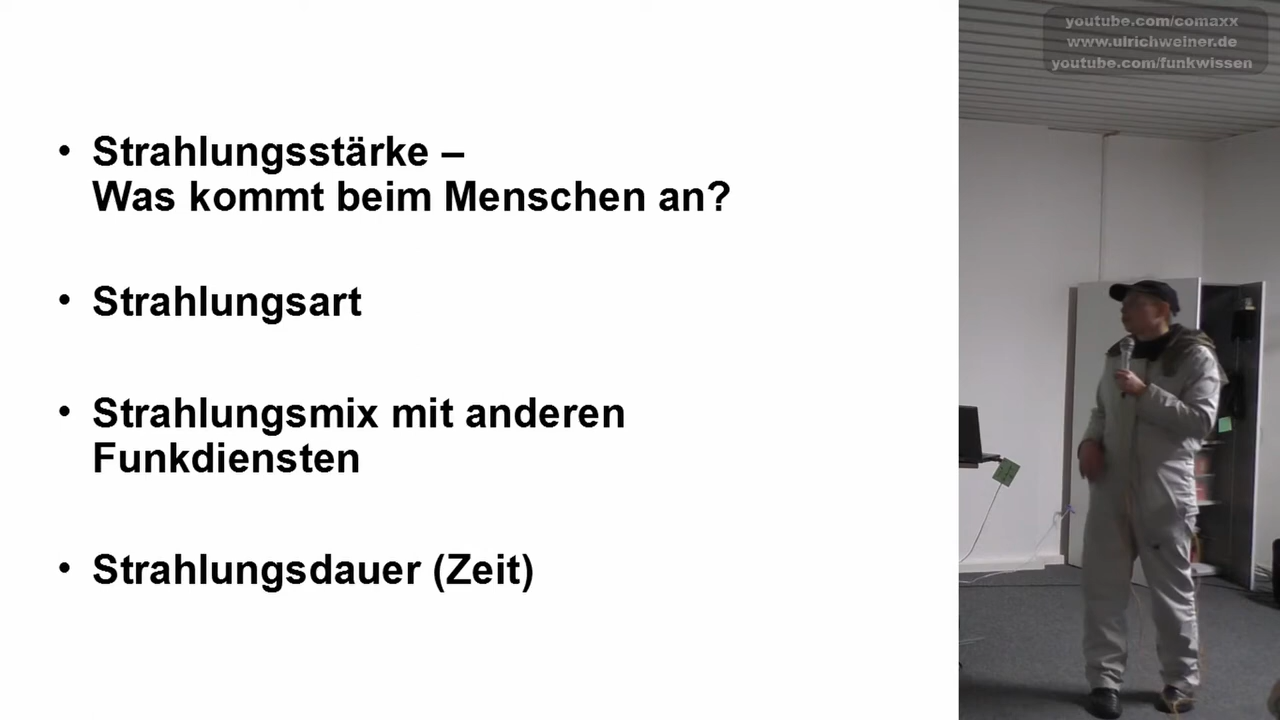 • Strahlungsstärke –
Was kommt beim Menschen an?
• Strahlungsart
• Strahlungsmix mit anderen
Funkdiensten
• Strahlungsdauer (Zeit)
youtube.com/comaxx
www.ulrichweiner.de
youtube.com/funkwissen